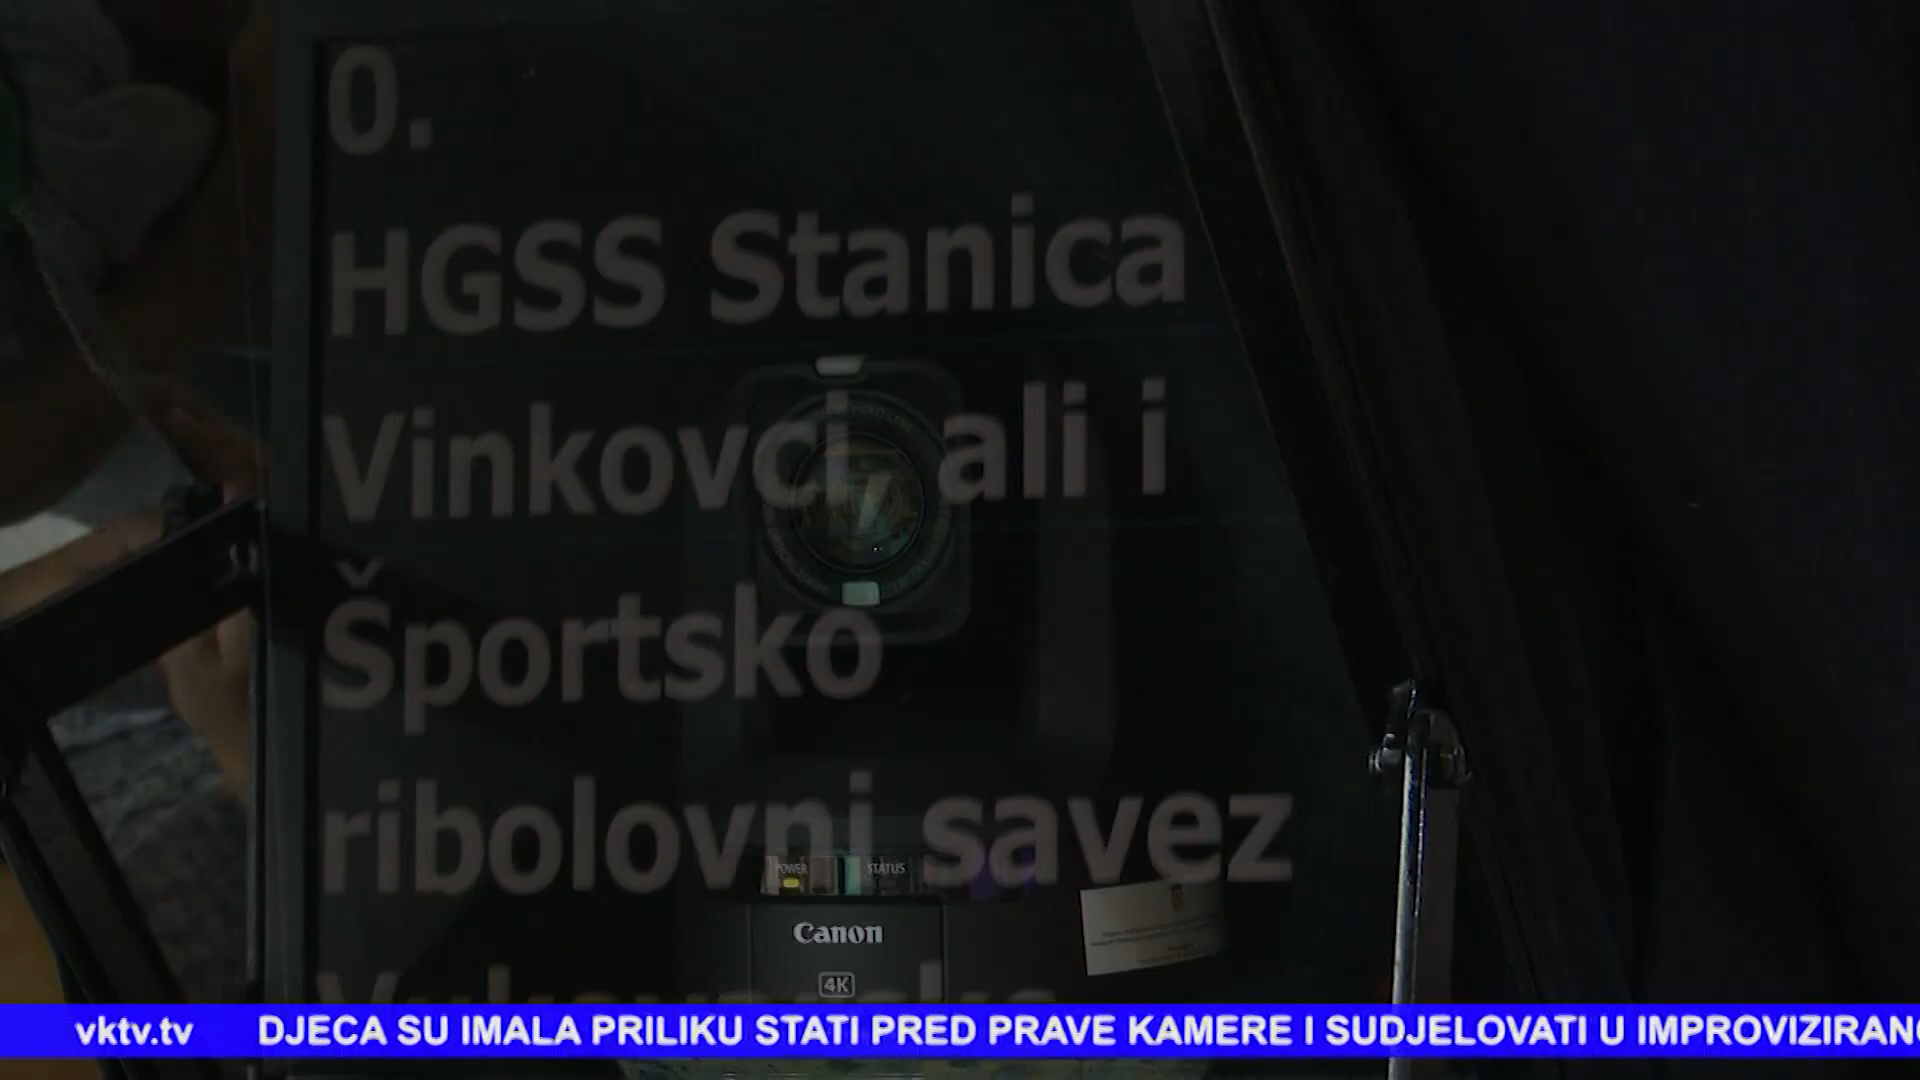 0.
HGSS Stanica
Vinkovci, ali i
Športsko
ribolovni savez
POWER STATUS
Canon
4K
vktv.tv DJECA SU IMALA PRILIKU STATI PRED PRAVE KAMERE I SUDJELOVATI U IMPROVIZIRANO